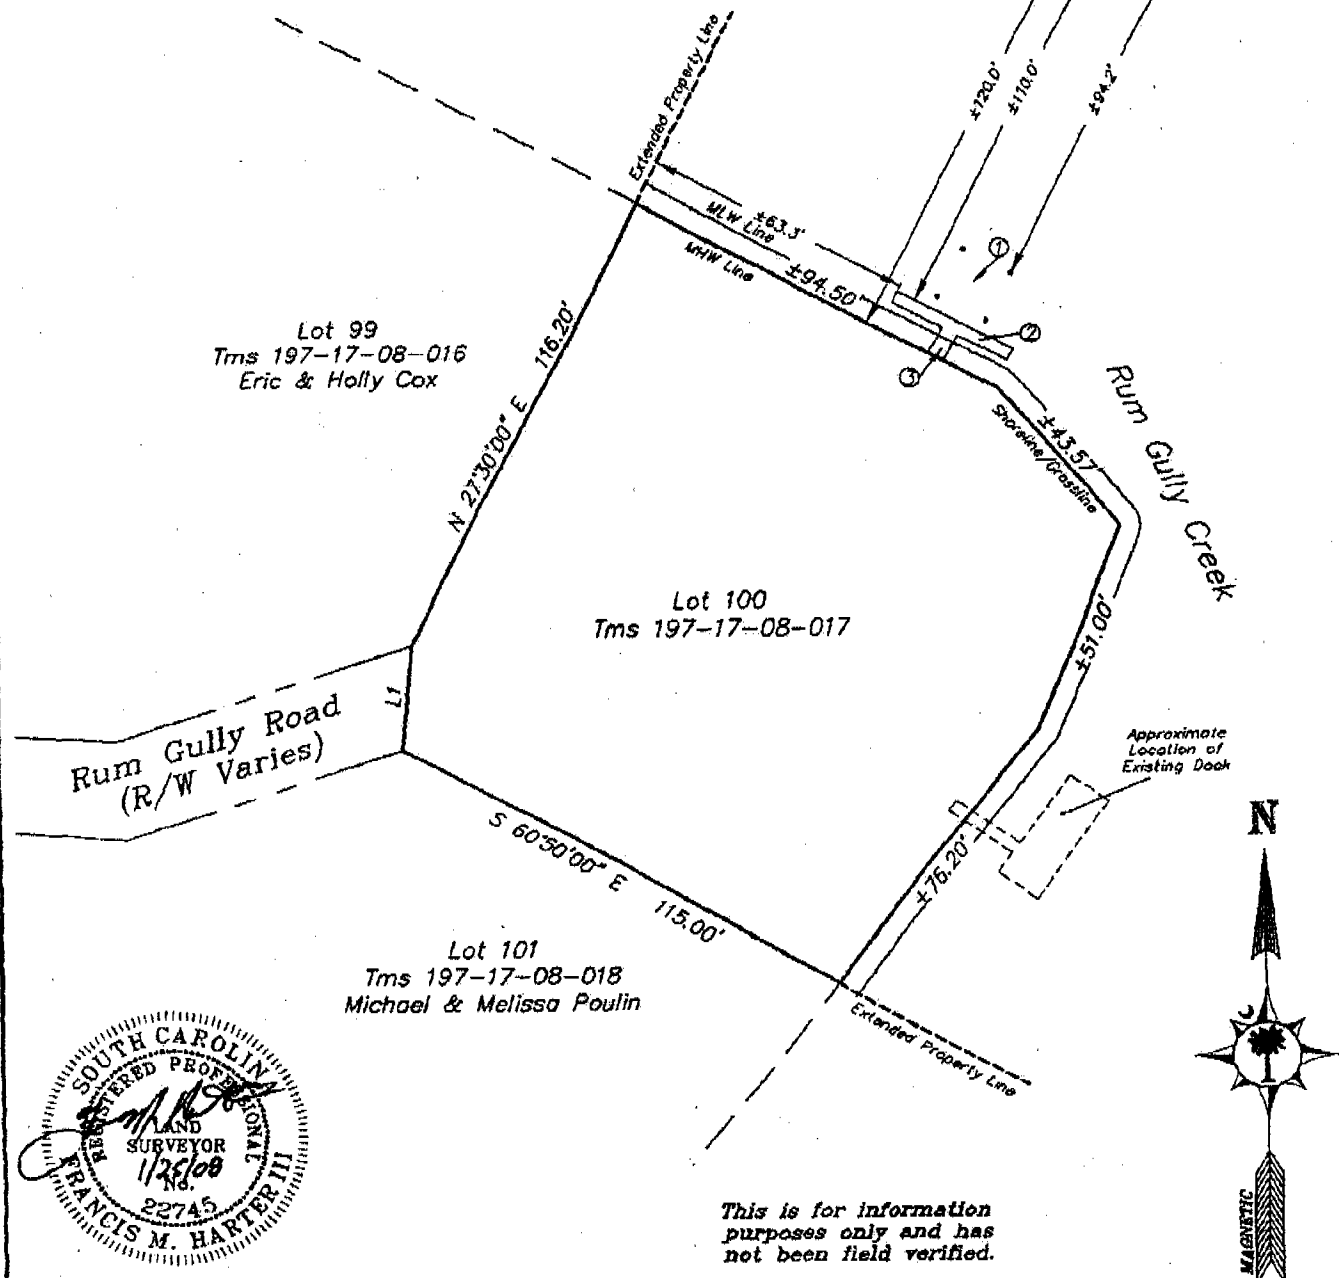 Extended Property Line
±120.0'
±110.0'
±94.2'
±63.3'
MLW Line
MHW Line
±94.50'
1
2
3
Lot 99
Tms 197-17-08-016
Eric & Holly Cox
116.20'
N 27°30'00" E
Shoreline/Grassline
±43.57'
Rum Gully Creek
Lot 100
Tms 197-17-08-017
±51.00'
L1
Rum Gully Road
(R/W Varies)
Approximate
Location of
Existing Dock
S 60°50'00" E 115.00'
±76.20'
N
Lot 101
Tms 197-17-08-018
Michael & Melissa Poulin
Extended Property Line
SOUTH CAROLINA
REGISTERED PROFESSIONAL
LAND
SURVEYOR
1/25/08
No.
22745
FRANCIS M. HARTER III
This is for information
purposes only and has
not been field verified.
MAGNETIC